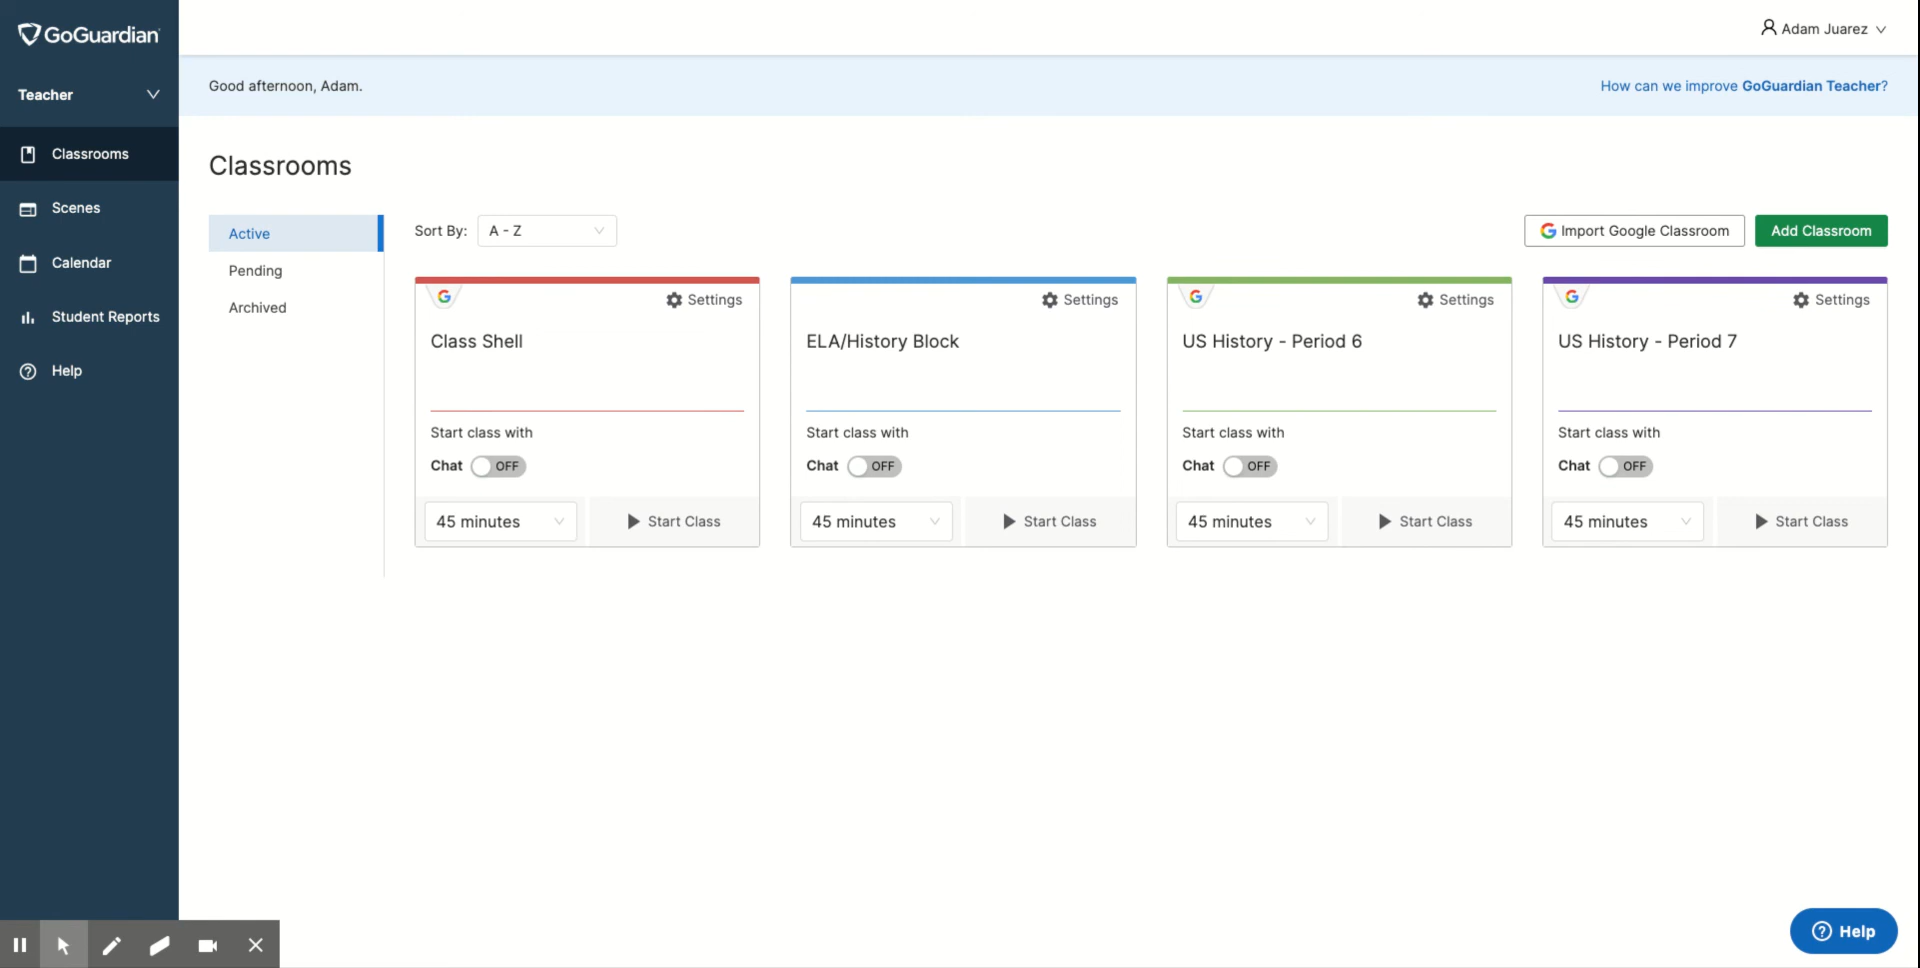 GoGuardian
Adam Juarez
Teacher
Good afternoon, Adam.
How can we improve GoGuardian Teacher?
Classrooms
Scenes
Calendar
Student Reports
Help
Classrooms
Active
Pending
Archived
Sort By: A - Z
Import Google Classroom
Add Classroom
Settings
Class Shell
Start class with
Chat OFF
45 minutes
Start Class
Settings
ELA/History Block
Start class with
Chat OFF
45 minutes
Start Class
Settings
US History - Period 6
Start class with
Chat OFF
45 minutes
Start Class
Settings
US History - Period 7
Start class with
Chat OFF
45 minutes
Start Class
Help